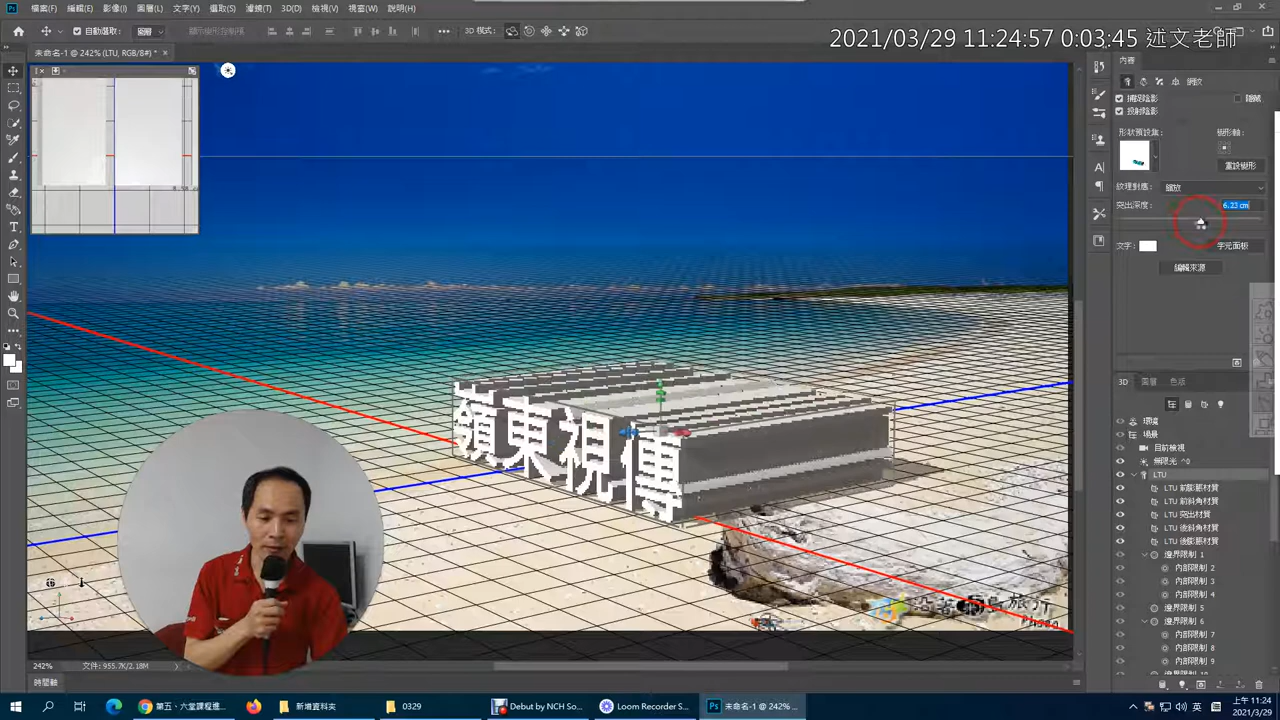 檔案(F) 編輯(E) 影像(I) 圖層(L) 文字(Y) 選取(S) 濾鏡(T) 3D(D) 檢視(V) 視窗(W) 說明(H)
自動選取: 3D 模式:
2021/03/29 11:24:57 0:03:45 述文老師
未命名-1 @ 242% (LTU, RGB/8#) *
內容
網紋
捕捉陰影
投射陰影
形狀預設集:
變形軸:
重設變形
紋理對應: 縮放
突出深度: 6.23 cm
文字: 字元面板
編輯來源
嶺東視傳
3D 圖層 色版
環境
場景
目前檢視
無限光
LTU
LTU 前膨脹材質
LTU 前斜角材質
LTU 突出材質
LTU 後斜角材質
LTU 後膨脹材質
邊界限制 1
內部限制 2
內部限制 3
內部限制 4
邊界限制 5
邊界限制 6
內部限制 7
內部限制 8
內部限制 9
242% 文件: 955.7K/2.18M
時間軸
第五、六堂課程進... 新增資料夾 0329 Debut by NCH So... Loom Recorder S... 未命名-1 @ 242% ...
英 上午 11:24
2021/3/29